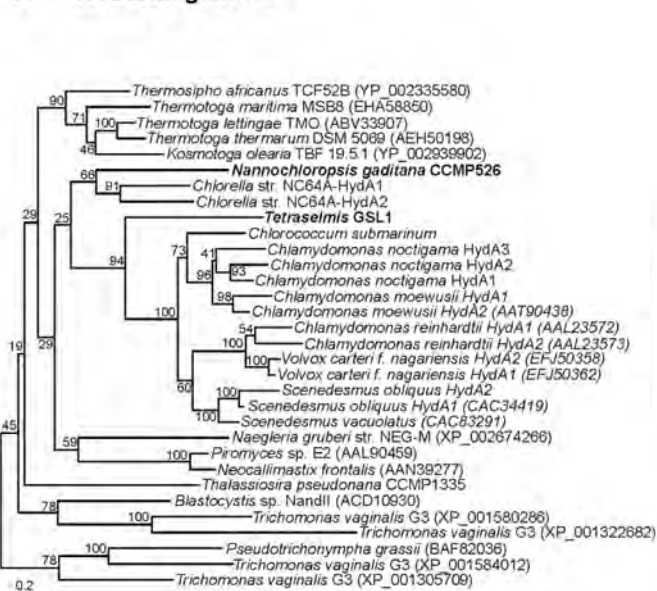 90
Thermosipho africanus TCF52B (YP_002335580)
71
Thermotoga maritima MSB8 (EHA58850)
100
Thermotoga lettingae TMO (ABV33907)
Thermotoga thermarum DSM 5069 (AEH50198)
46
Kosmotoga olearia TBF 19.5.1 (YP_002939902)
66
Nannochloropsis gaditana CCMP526
91
Chlorella str. NC64A-HydA1
Chlorella str. NC64A-HydA2
29
25
Tetraselmis GSL1
Chlorococcum submarinum
94
73
41
Chlamydomonas noctigama HydA3
Chlamydomonas noctigama HydA2
96
93
Chlamydomonas noctigama HydA1
98
Chlamydomonas moewusii HydA1
Chlamydomonas moewusii HydA2 (AAT90438)
100
54
Chlamydomonas reinhardtii HydA1 (AAL23572)
29
100
Chlamydomonas reinhardtii HydA2 (AAL23573)
19
100
Volvox carteri f. nagariensis HydA2 (EFJ50358)
Volvox carteri f. nagariensis HydA1 (EFJ50362)
60
100
Scenedesmus obliquus HydA2
Scenedesmus obliquus HydA1 (CAC34419)
100
Scenedesmus vacuolatus (CAC83291)
45
59
Naegleria gruberi str. NEG-M (XP_002674266)
100
Piromyces sp. E2 (AAL90459)
Neocallimastix frontalis (AAN39277)
Thalassiosira pseudonana CCMP1335
78
Blastocystis sp. NandII (ACD10930)
100
Trichomonas vaginalis G3 (XP_001580286)
Trichomonas vaginalis G3 (XP_001322682)
78
100
Pseudotrichonympha grassii (BAF82036)
Trichomonas vaginalis G3 (XP_001584012)
Trichomonas vaginalis G3 (XP_001305709)
0.2